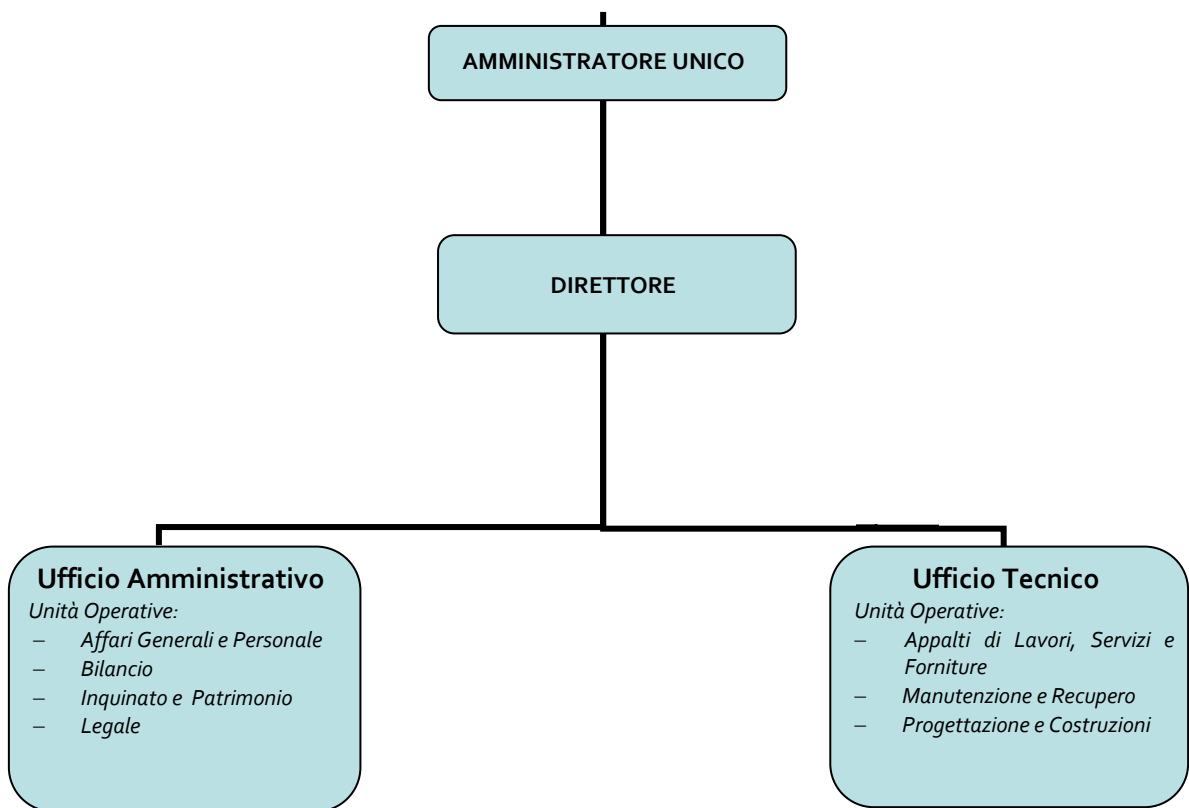 AMMINISTRATORE UNICO
DIRETTORE
Ufficio Amministrativo
Unità Operative:
– Affari Generali e Personale
– Bilancio
– Inquinato e Patrimonio
– Legale
Ufficio Tecnico
Unità Operative:
– Appalti di Lavori, Servizi e
Forniture
– Manutenzione e Recupero
– Progettazione e Costruzioni